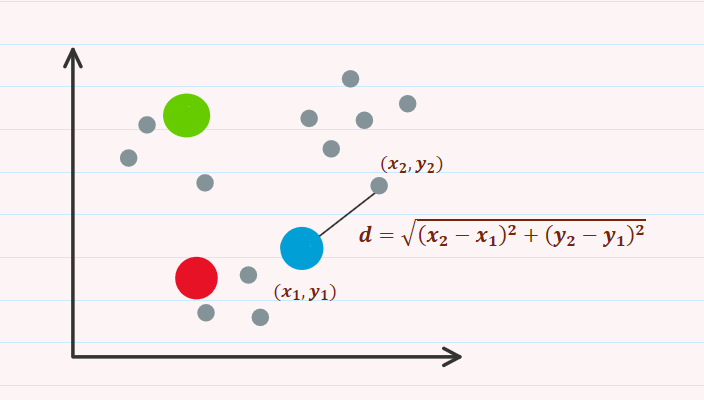 (x₂, y₂)
d = √(x₂ − x₁)² + (y₂ − y₁)²
(x₁, y₁)